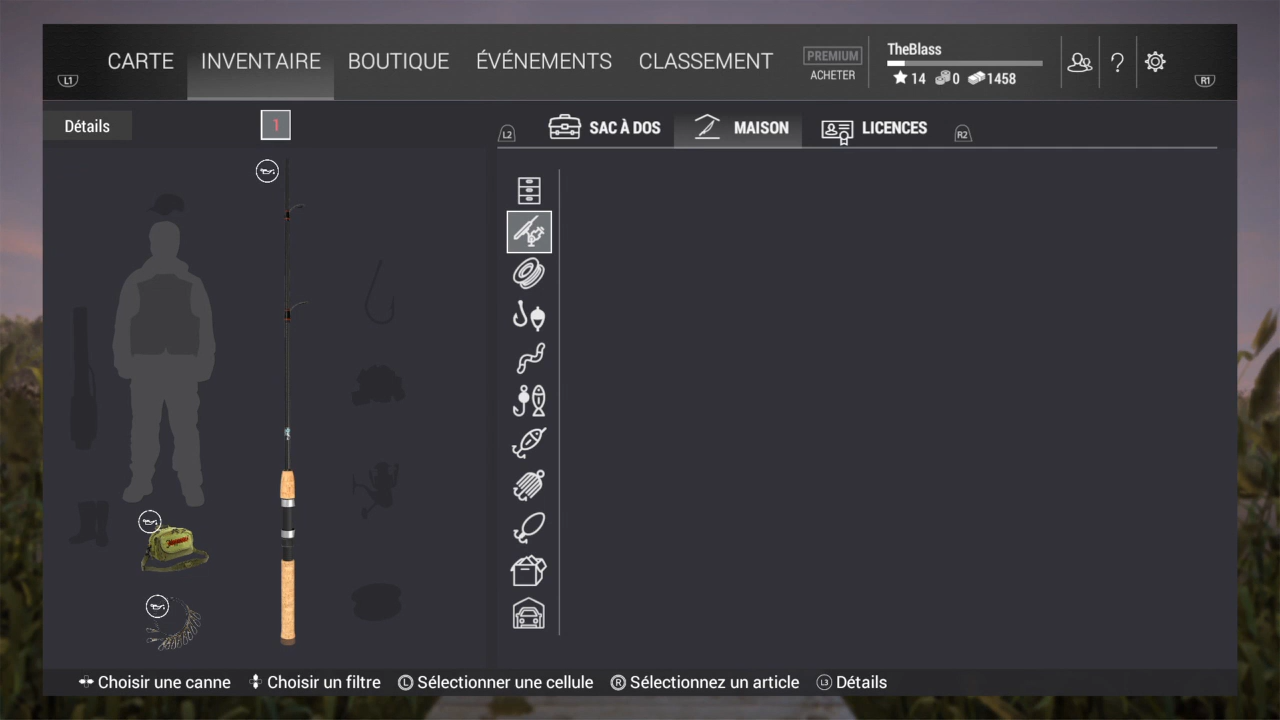 L1
CARTE
INVENTAIRE
BOUTIQUE
ÉVÉNEMENTS
CLASSEMENT
PREMIUM
ACHETER
TheBlass
14
0
1458
?
R1
Détails
1
L2
SAC À DOS
MAISON
LICENCES
R2
Choisir une canne
Choisir un filtre
L Sélectionner une cellule
R Sélectionnez un article
L3 Détails